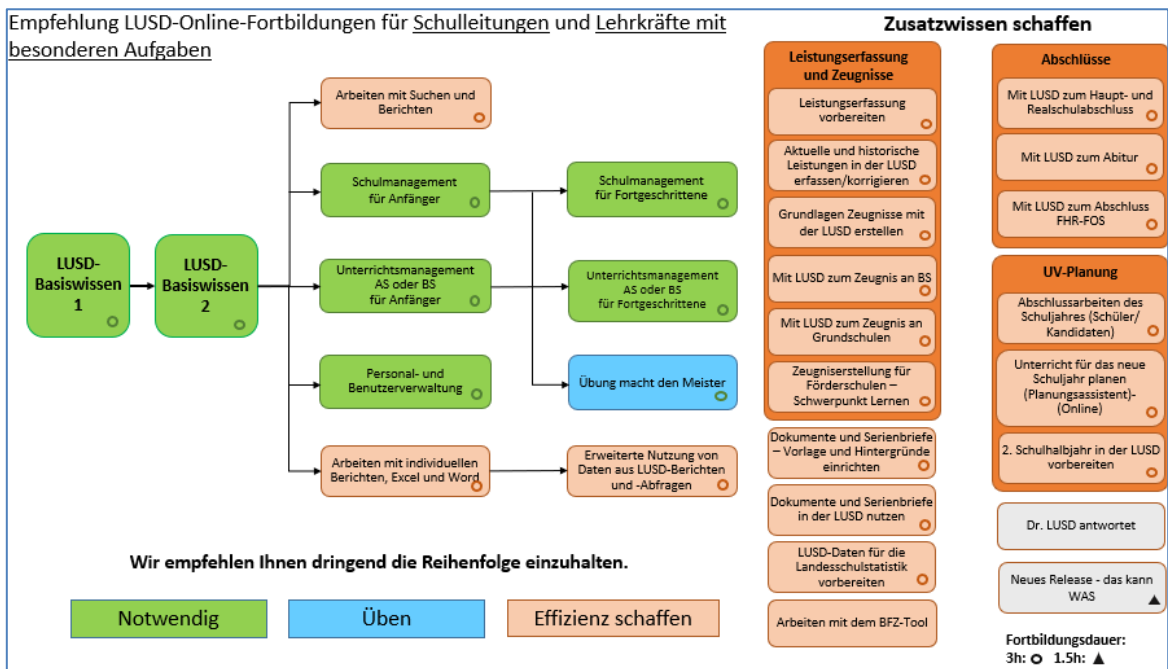 Empfehlung LUSD-Online-Fortbildungen für Schulleitungen und Lehrkräfte mit
besonderen Aufgaben
LUSD-
Basiswissen
1
LUSD-
Basiswissen
2
Arbeiten mit Suchen und
Berichten
Schulmanagement
für Anfänger
Schulmanagement
für Fortgeschrittene
Unterrichtsmanagement
AS oder BS
für Anfänger
Unterrichtsmanagement
AS oder BS
für Fortgeschrittene
Personal- und
Benutzerverwaltung
Übung macht den Meister
Arbeiten mit individuellen
Berichten, Excel und Word
Erweiterte Nutzung von
Daten aus LUSD-Berichten
und -Abfragen
Wir empfehlen Ihnen dringend die Reihenfolge einzuhalten.
Notwendig
Üben
Effizienz schaffen
Zusatzwissen schaffen
Leistungserfassung
und Zeugnisse
Leistungserfassung
vorbereiten
Aktuelle und historische
Leistungen in der LUSD
erfassen/korrigieren
Grundlagen Zeugnisse mit
der LUSD erstellen
Mit LUSD zum Zeugnis an BS
Mit LUSD zum Zeugnis an
Grundschulen
Zeugniserstellung für
Förderschulen –
Schwerpunkt Lernen
Dokumente und Serienbriefe
– Vorlage und Hintergründe
einrichten
Dokumente und Serienbriefe
in der LUSD nutzen
LUSD-Daten für die
Landesschulstatistik
vorbereiten
Arbeiten mit dem BFZ-Tool
Abschlüsse
Mit LUSD zum Haupt- und
Realschulabschluss
Mit LUSD zum Abitur
Mit LUSD zum Abschluss
FHR-FOS
UV-Planung
Abschlussarbeiten des
Schuljahres (Schüler/
Kandidaten)
Unterricht für das neue
Schuljahr planen
(Planungsassistent)-
(Online)
2. Schulhalbjahr in der LUSD
vorbereiten
Dr. LUSD antwortet
Neues Release - das kann
WAS
Fortbildungsdauer:
3h: 1.5h: